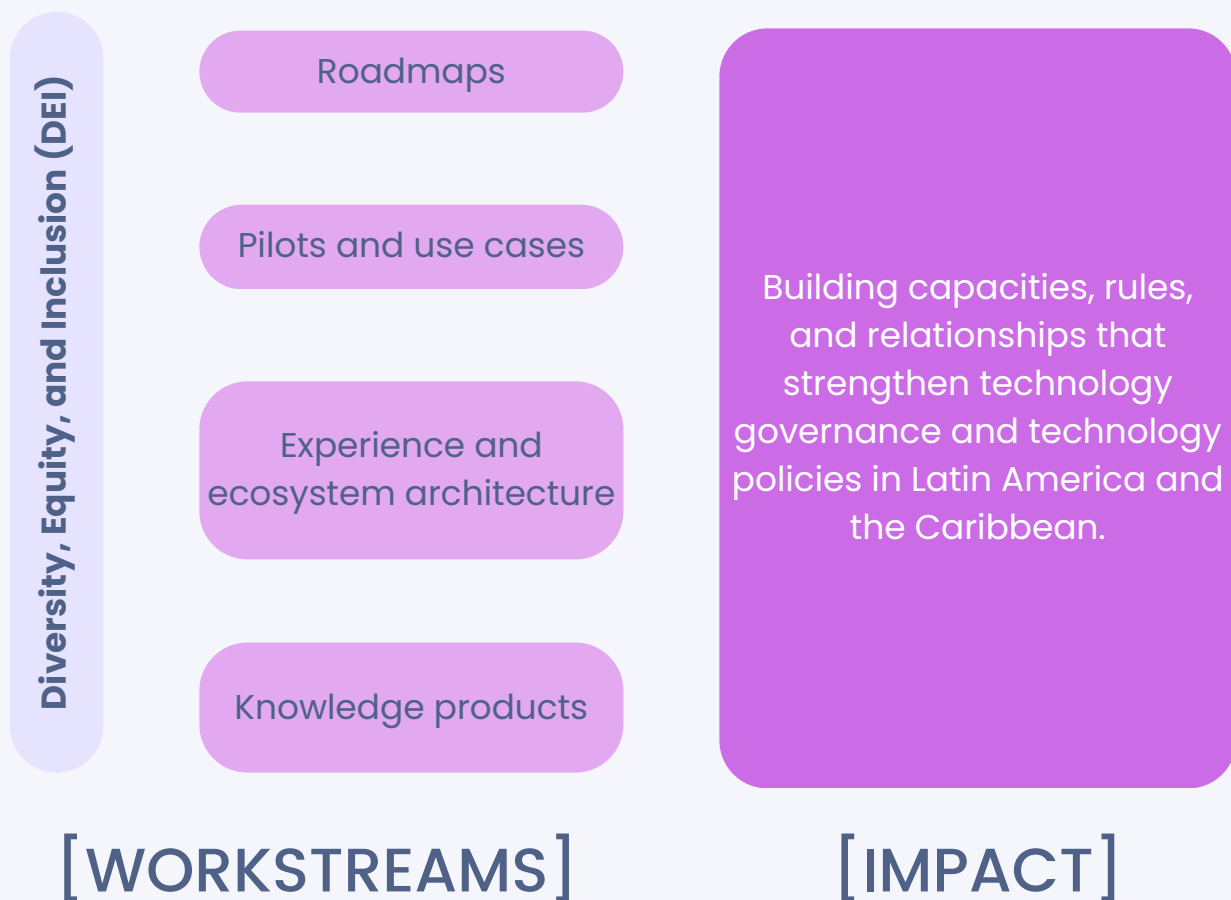 Diversity, Equity, and Inclusion (DEI)
Roadmaps
Pilots and use cases
Experience and
ecosystem architecture
Knowledge products
Building capacities, rules,
and relationships that
strengthen technology
governance and technology
policies in Latin America and
the Caribbean.
[WORKSTREAMS]
[IMPACT]